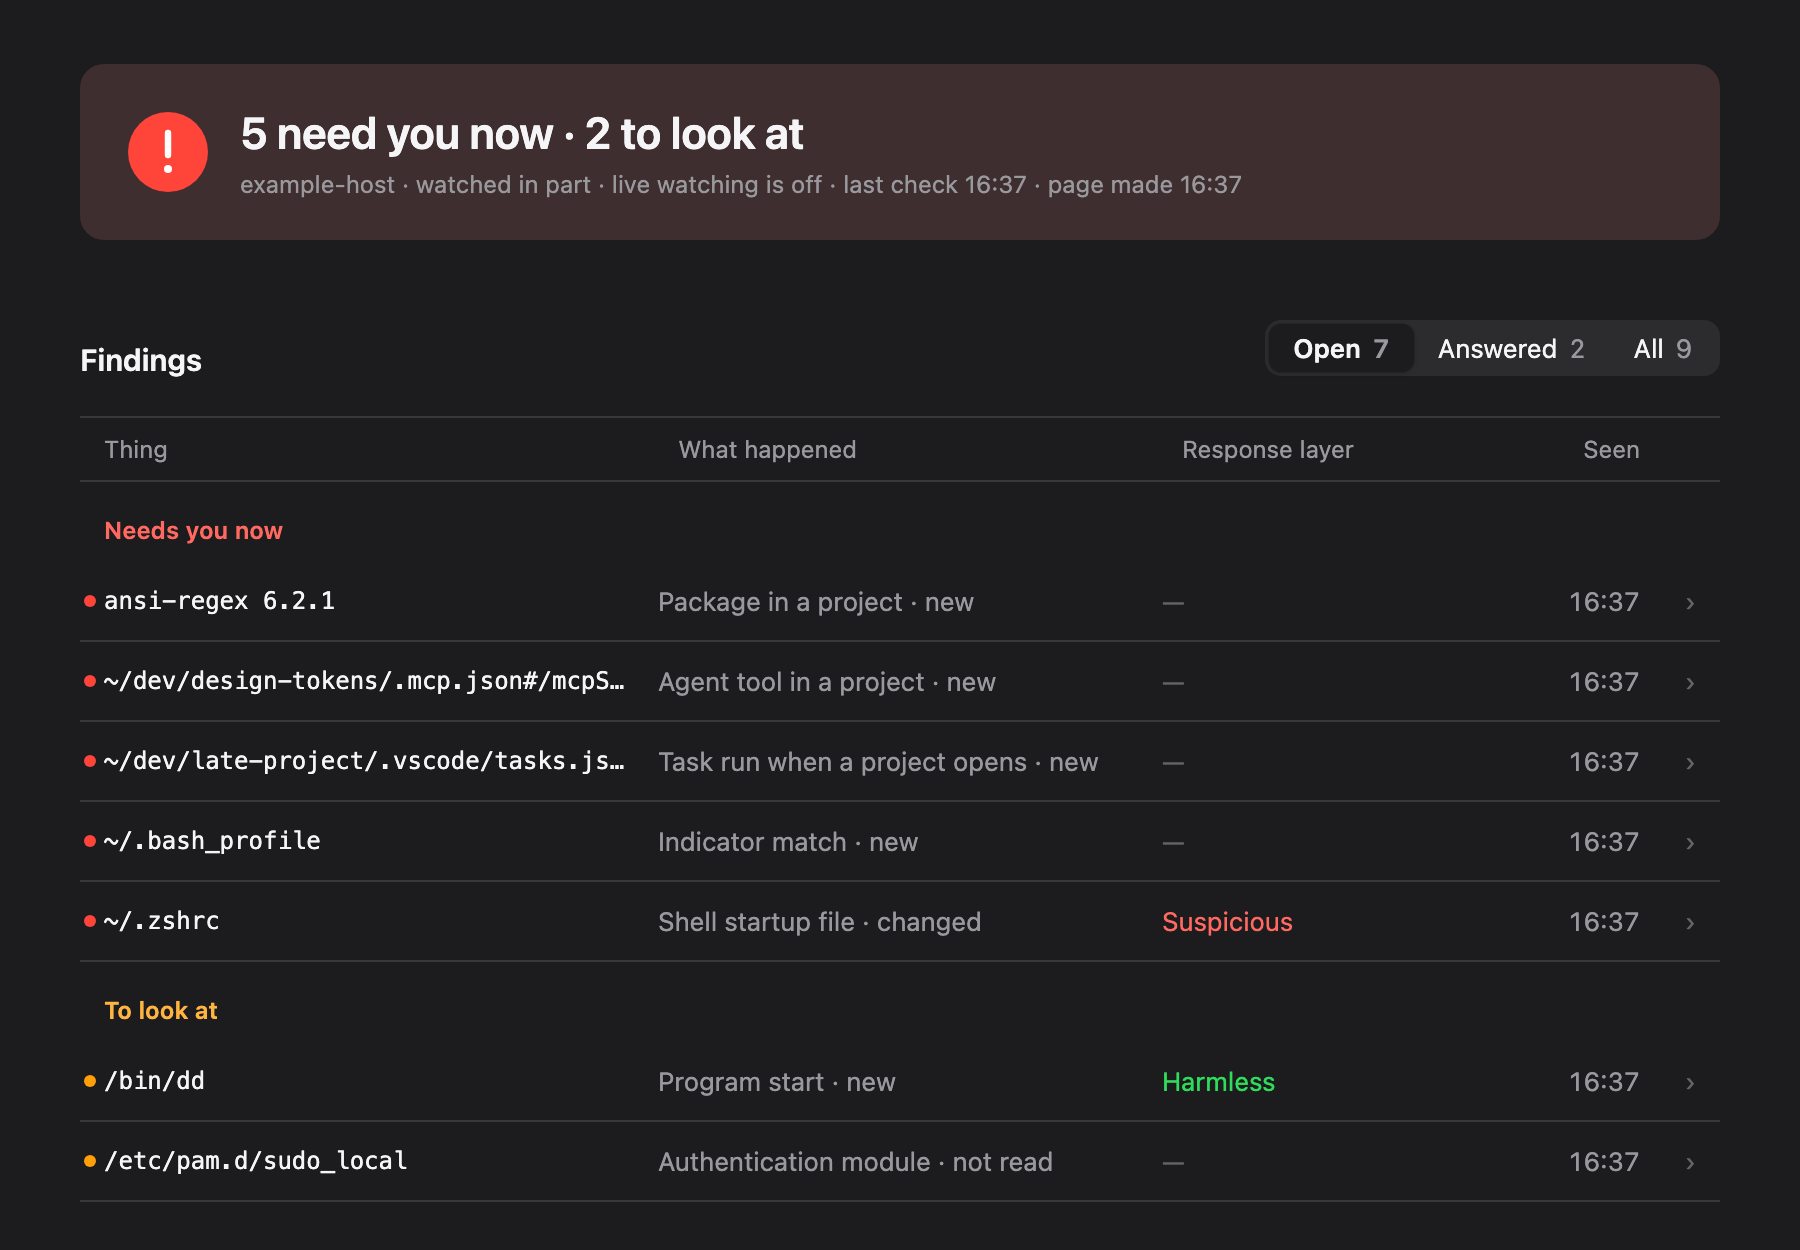 5 need you now · 2 to look at
example-host · watched in part · live watching is off · last check 16:37 · page made 16:37
Findings
Open 7 Answered 2 All 9
Thing What happened Response layer Seen
Needs you now
ansi-regex 6.2.1 Package in a project · new — 16:37 ›
~/dev/design-tokens/.mcp.json#/mcpS… Agent tool in a project · new — 16:37 ›
~/dev/late-project/.vscode/tasks.js… Task run when a project opens · new — 16:37 ›
~/.bash_profile Indicator match · new — 16:37 ›
~/.zshrc Shell startup file · changed Suspicious 16:37 ›
To look at
/bin/dd Program start · new Harmless 16:37 ›
/etc/pam.d/sudo_local Authentication module · not read — 16:37 ›